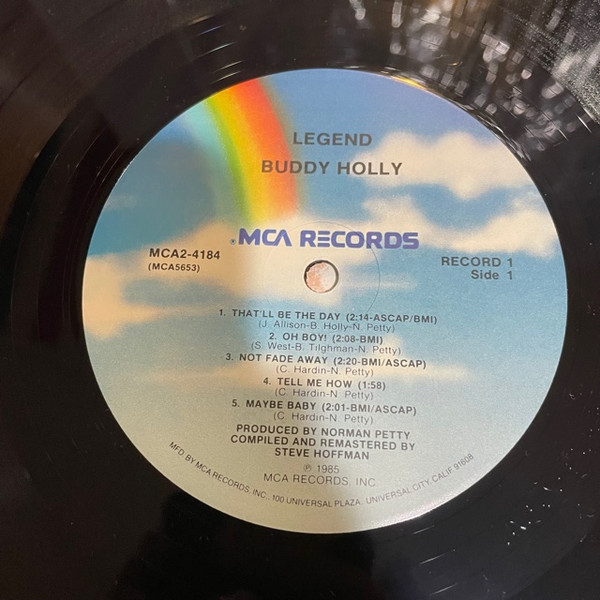 LEGEND
BUDDY HOLLY
MCA RECORDS
MCA2-4184
(MCA5653)
RECORD 1
Side 1
1. THAT'LL BE THE DAY (2:14-ASCAP/BMI)
(J. Allison-B. Holly-N. Petty)
2. OH BOY! (2:08-BMI)
(S. West-B. Tilghman-N. Petty)
3. NOT FADE AWAY (2:20-BMI/ASCAP)
(C. Hardin-N. Petty)
4. TELL ME HOW (1:58)
(C. Hardin-N. Petty)
5. MAYBE BABY (2:01-BMI/ASCAP)
(C. Hardin-N. Petty)
PRODUCED BY NORMAN PETTY
COMPILED AND REMASTERED BY
STEVE HOFFMAN
℗ 1985
MCA RECORDS, INC.
MFD BY MCA RECORDS, INC., 100 UNIVERSAL PLAZA, UNIVERSAL CITY, CALIF. 91608